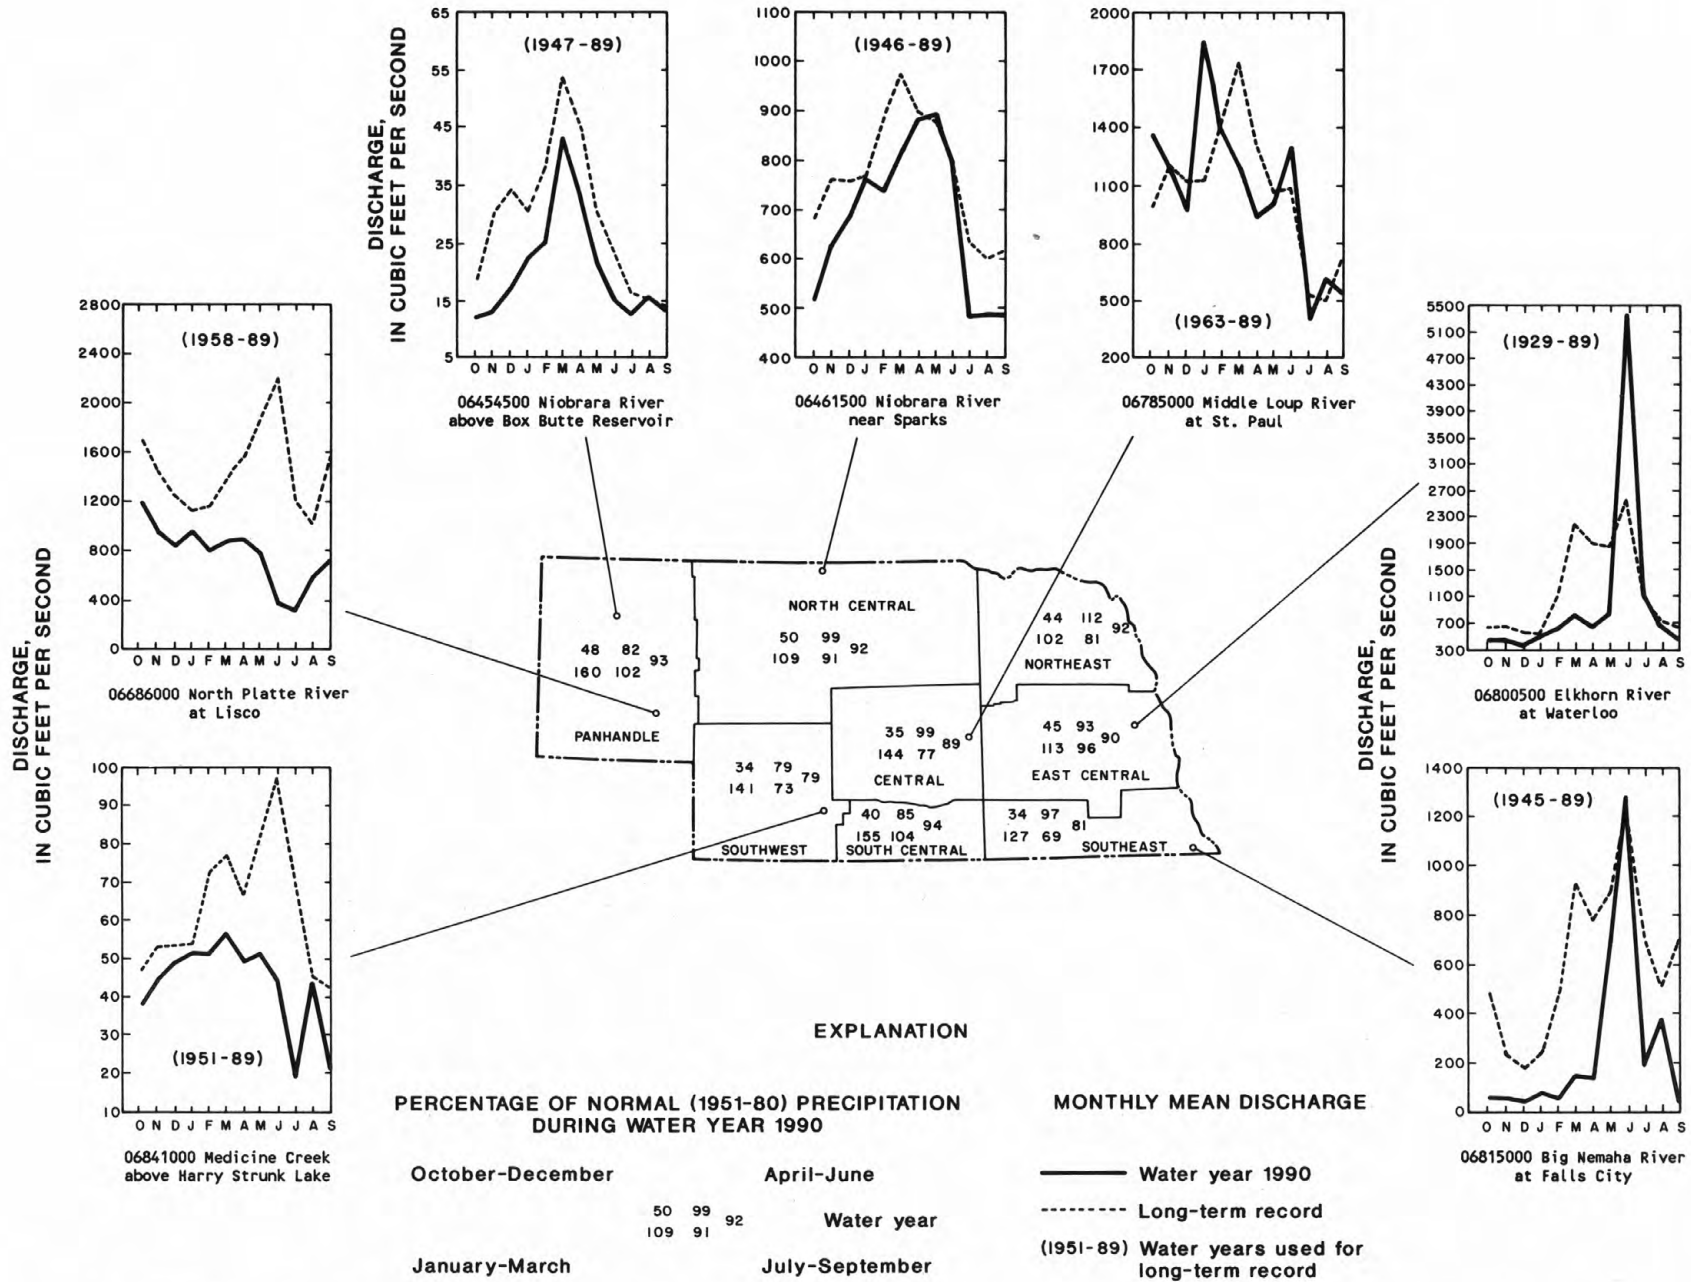 65
55
45
35
25
15
5
(1947-89)
O N D J F M A M J J A S
DISCHARGE,
IN CUBIC FEET PER SECOND
06454500 Niobrara River
above Box Butte Reservoir
1100
1000
900
800
700
600
500
400
(1946-89)
O N D J F M A M J J A S
06461500 Niobrara River
near Sparks
2000
1700
1400
1100
800
500
200
(1963-89)
O N D J F M A M J J A S
06785000 Middle Loup River
at St. Paul
2800
2400
2000
1600
1200
800
400
0
(1958-89)
O N D J F M A M J J A S
06686000 North Platte River
at Lisco
DISCHARGE,
IN CUBIC FEET PER SECOND
100
90
80
70
60
50
40
30
20
10
(1951-89)
O N D J F M A M J J A S
06841000 Medicine Creek
above Harry Strunk Lake
48 82
93
160 102
PANHANDLE
NORTH CENTRAL
50 99
92
109 91
44 112
92
102 81
NORTHEAST
35 99
89
144 77
CENTRAL
45 93
90
113 96
EAST CENTRAL
34 79
79
141 73
SOUTHWEST
40 85
94
155 104
SOUTH CENTRAL
34 97
81
127 69
SOUTHEAST
5500
5100
4700
4300
3900
3500
3100
2700
2300
1900
1500
1100
700
300
(1929-89)
O N D J F M A M J J A S
06800500 Elkhorn River
at Waterloo
DISCHARGE,
IN CUBIC FEET PER SECOND
1400
1200
1000
800
600
400
200
0
(1945-89)
O N D J F M A M J J A S
06815000 Big Nemaha River
at Falls City
EXPLANATION
PERCENTAGE OF NORMAL (1951-80) PRECIPITATION
DURING WATER YEAR 1990
October-December April-June
50 99
92 Water year
109 91
January-March July-September
MONTHLY MEAN DISCHARGE
Water year 1990
Long-term record
(1951-89) Water years used for
long-term record